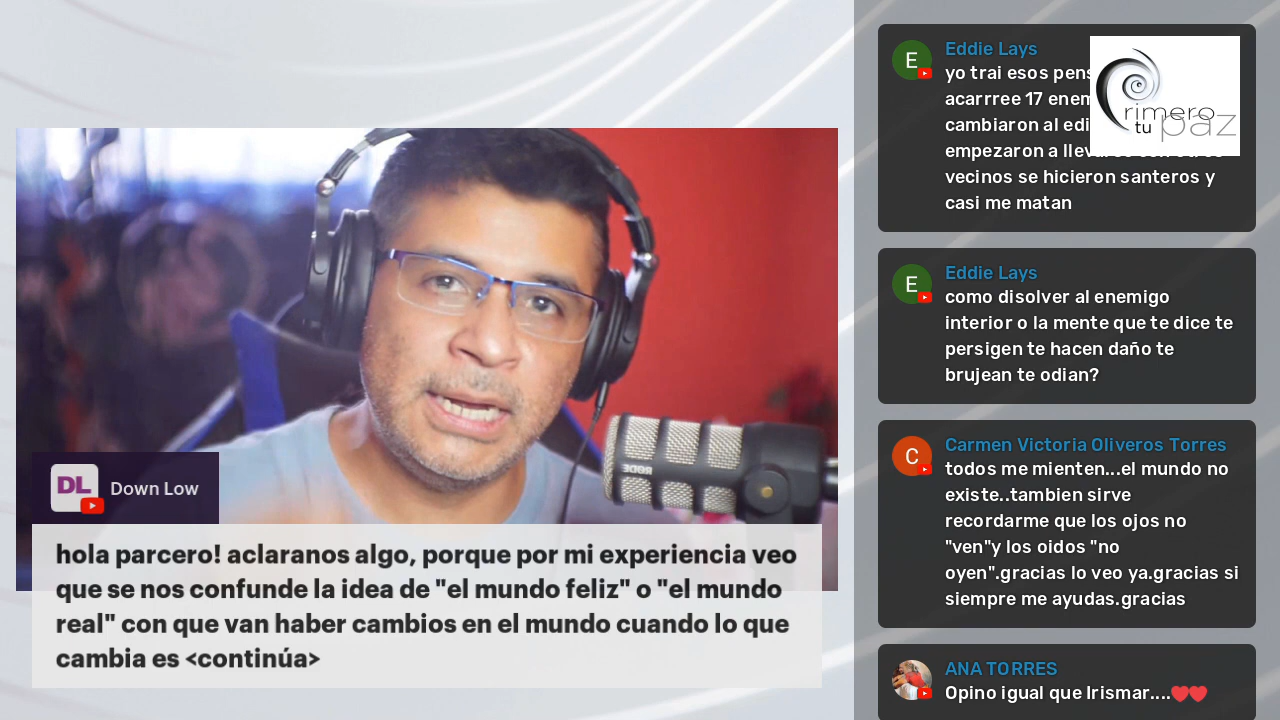 Eddie Lays
yo trai esos
acarrree 17
cambiaron al
empezaron a
vecinos se hicieron santeros y
casi me matan
rimero
tu paz
Eddie Lays
como disolver al enemigo
interior o la mente que te dice te
persigen te hacen daño te
brujean te odian?
Carmen Victoria Oliveros Torres
todos me mienten...el mundo no
existe..tambien sirve
recordarme que los ojos no
"ven"y los oidos "no
oyen".gracias lo veo ya.gracias si
siempre me ayudas.gracias
ANA TORRES
Opino igual que Irismar....❤️❤️
RODE
DL Down Low
hola parcero! aclaranos algo, porque por mi experiencia veo
que se nos confunde la idea de "el mundo feliz" o "el mundo
real" con que van haber cambios en el mundo cuando lo que
cambia es <continúa>
E
E
C